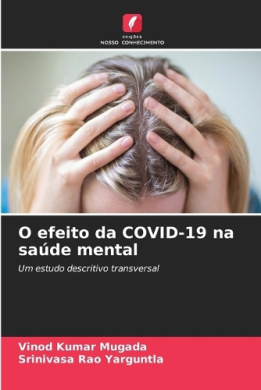 edições
NOSSO CONHECIMENTO
O efeito da COVID-19 na
saúde mental
Um estudo descritivo transversal
Vinod Kumar Mugada
Srinivasa Rao Yarguntla